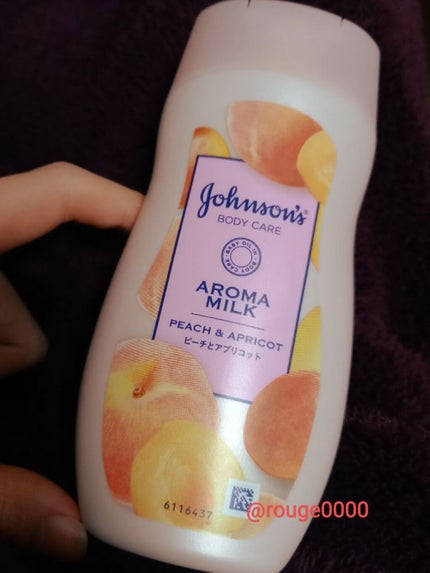 Johnson's®
BODY CARE
BABY OIL IN
BODY CARE
AROMA
MILK
PEACH & APRICOT
ピーチとアプリコット
6116437
@rouge0000